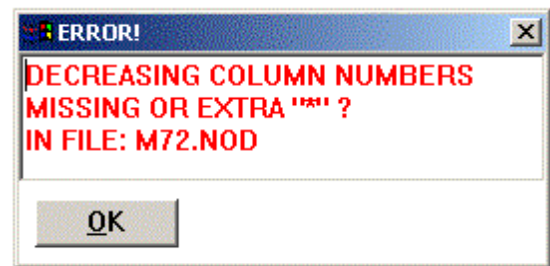 ERROR!
DECREASING COLUMN NUMBERS
MISSING OR EXTRA "*" ?
IN FILE: M72.NOD
OK